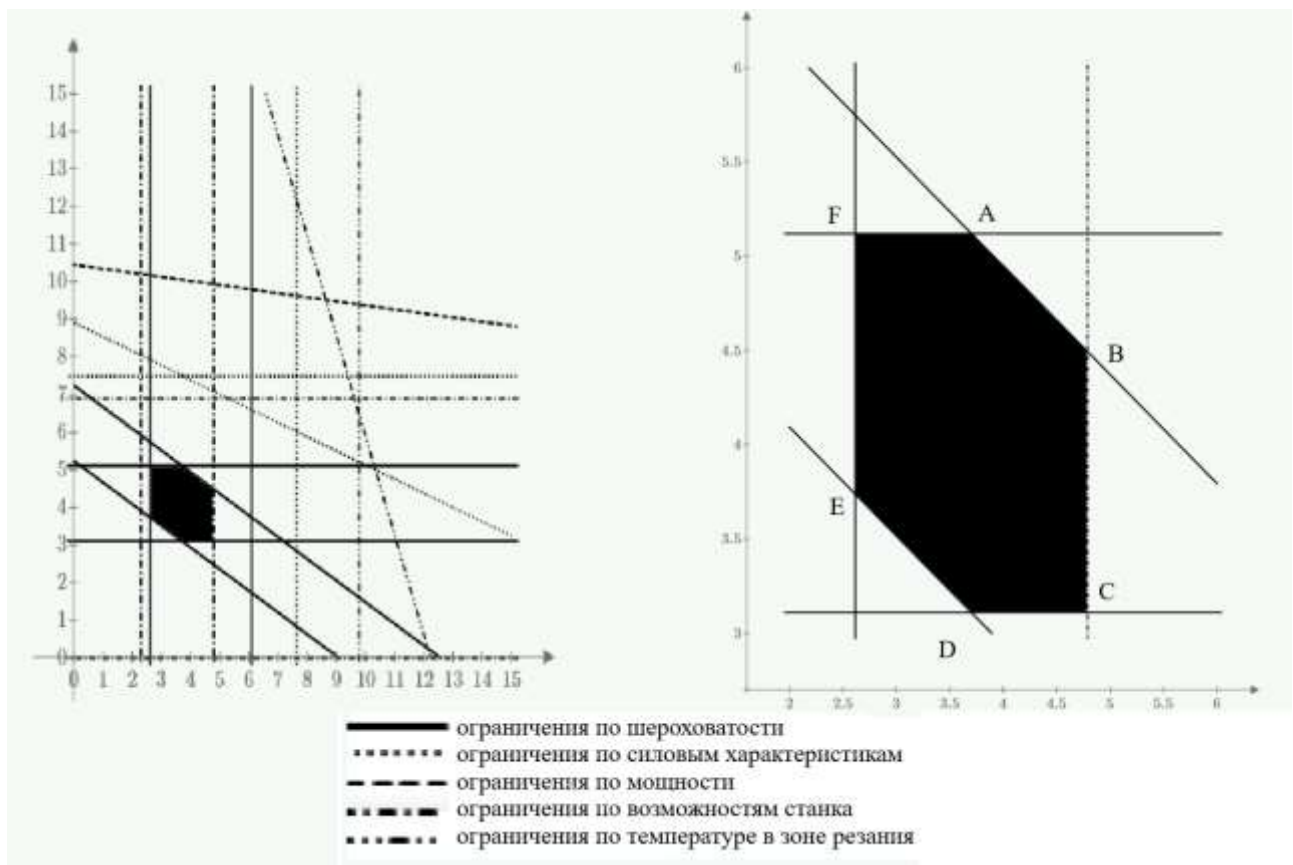 15
14
13
12
11
10
9
8
7
6
5
4
3
2
1
0
0 1 2 3 4 5 6 7 8 9 10 11 12 13 14 15
6
5.5
5
4.5
4
3.5
3
2 2.5 3 3.5 4 4.5 5 5.5 6
F
A
B
E
C
D
ограничения по шероховатости
ограничения по силовым характеристикам
ограничения по мощности
ограничения по возможностям станка
ограничения по температуре в зоне резания